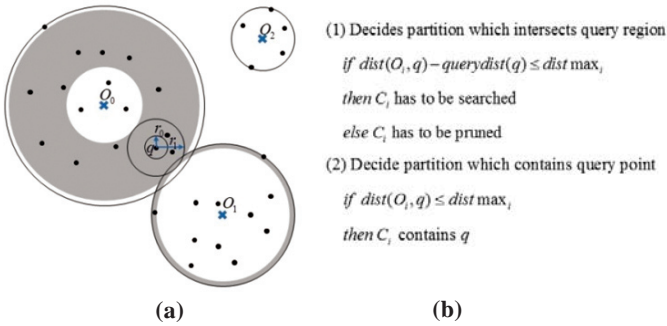 O₂
O₀
r₀
r₁
q
O₁
(1) Decides partition which intersects query region
if dist(Oᵢ,q)−querydist(q)≤dist maxᵢ
then Cᵢ has to be searched
else Cᵢ has to be pruned
(2) Decide partition which contains query point
if dist(Oᵢ,q)≤dist maxᵢ
then Cᵢ contains q
(a)
(b)